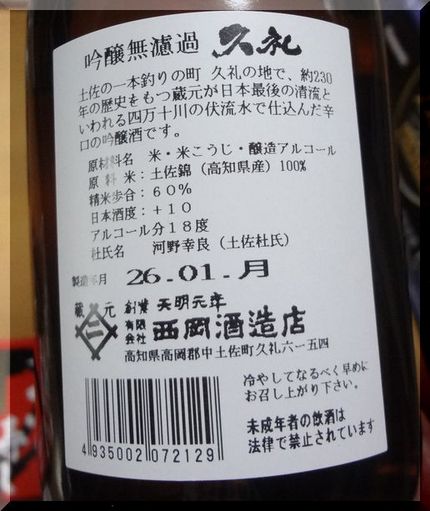 吟醸無濾過 久礼
土佐の一本釣りの町 久礼の地で、約230
年の歴史をもつ蔵元が日本最後の清流と
いわれる四万十川の伏流水で仕込んだ辛
口の吟醸酒です。
原材料名 米・米こうじ・醸造アルコール
原料米：土佐錦（高知県産）100%
精米歩合：６０％
日本酒度：＋１０
アルコール分１８度
杜氏名 河野幸良（土佐杜氏）
製造年月 26.01.月
蔵元 創業 天明元年
有限会社 西岡酒造店
高知県高岡郡中土佐町久礼六ー五四
冷やしてなるべく早めに
お召し上がり下さい。
未成年者の飲酒は
法律で禁止されています
4 935002 072129